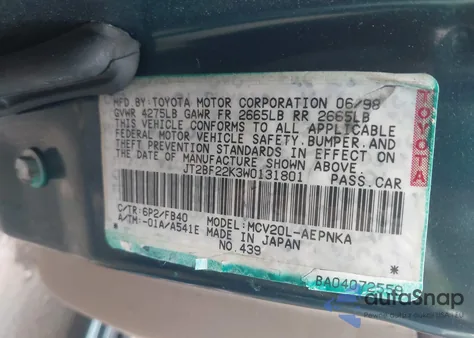 MFD BY: TOYOTA MOTOR CORPORATION 06/98
GVWR 4275LB GAWR FR 2665LB RR 2665LB
THIS VEHICLE CONFORMS TO ALL APPLICABLE
FEDERAL MOTOR VEHICLE SAFETY, BUMPER, AND
THEFT PREVENTION STANDARDS IN EFFECT ON
THE DATE OF MANUFACTURE SHOWN ABOVE.
JT2BF22K3W0131801 PASS.CAR
C/TR: 6P2/FB40 MODEL: MCV20L-AEPNKA
A/TM: -01A/A541E MADE IN JAPAN
NO.439
BA04072559
TOYOTA
autoSnap